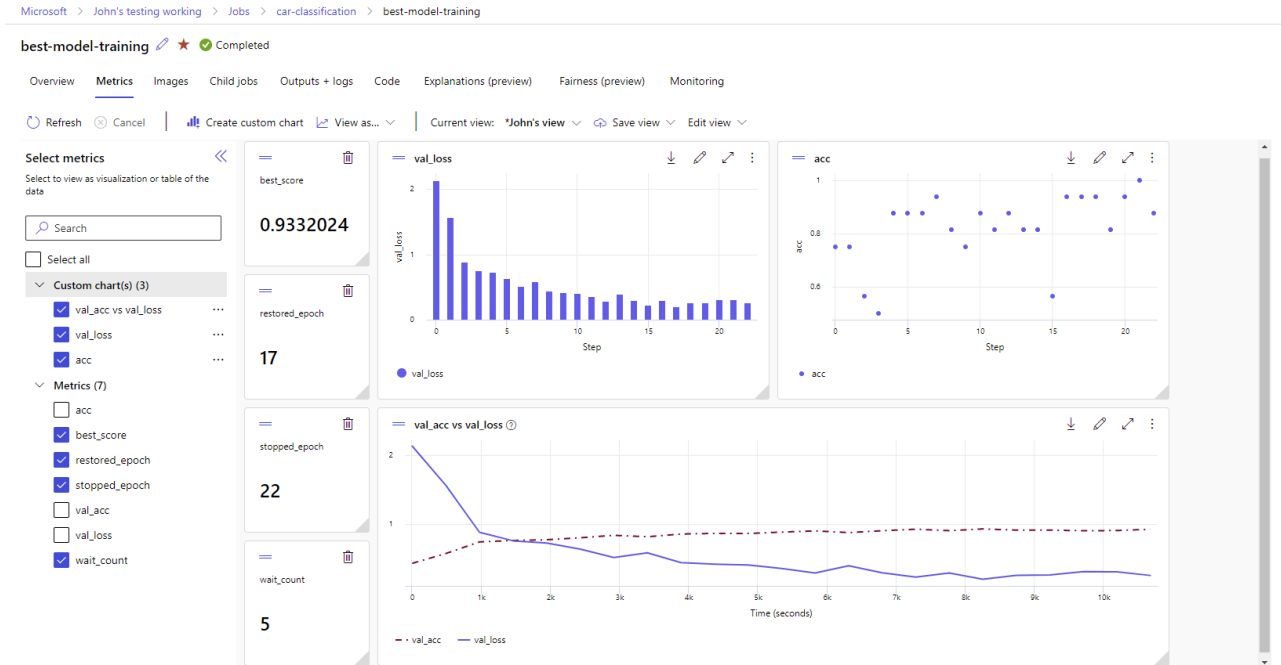 Microsoft > John's testing working > Jobs > car-classification > best-model-training
best-model-training Completed
Overview Metrics Images Child jobs Outputs + logs Code Explanations (preview) Fairness (preview) Monitoring
Refresh Cancel Create custom chart View as... Current view: *John's view Save view Edit view
Select metrics
Select to view as visualization or table of the
data
Search
Select all
Custom chart(s) (3)
val_acc vs val_loss ...
val_loss ...
acc ...
Metrics (7)
acc
best_score
restored_epoch
stopped_epoch
val_acc
val_loss
wait_count
best_score
0.9332024
restored_epoch
17
stopped_epoch
22
wait_count
5
val_loss
2
1
0
val_loss
0 5 10 15 20
Step
val_loss
acc
1
0.8
0.6
acc
0 5 10 15 20
Step
acc
val_acc vs val_loss ?
2
1
0 1k 2k 3k 4k 5k 6k 7k 8k 9k 10k
Time (seconds)
val_acc val_loss